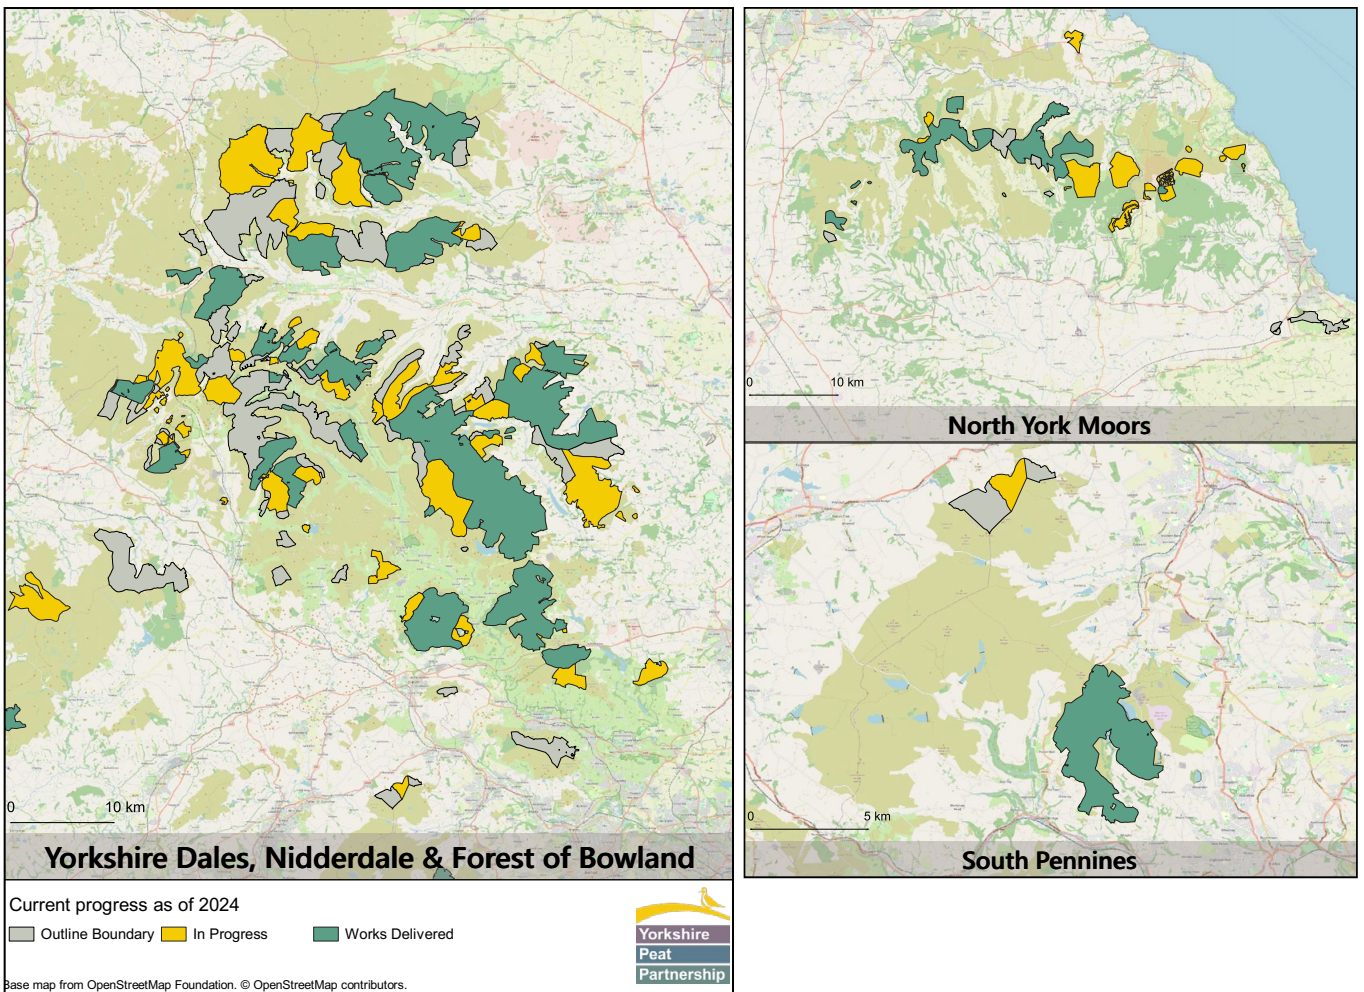 0
10 km
Yorkshire Dales, Nidderdale & Forest of Bowland
Current progress as of 2024
Outline Boundary
In Progress
Works Delivered
Yorkshire
Peat
Partnership
Base map from OpenStreetMap Foundation. © OpenStreetMap contributors.
0
10 km
North York Moors
0
5 km
South Pennines